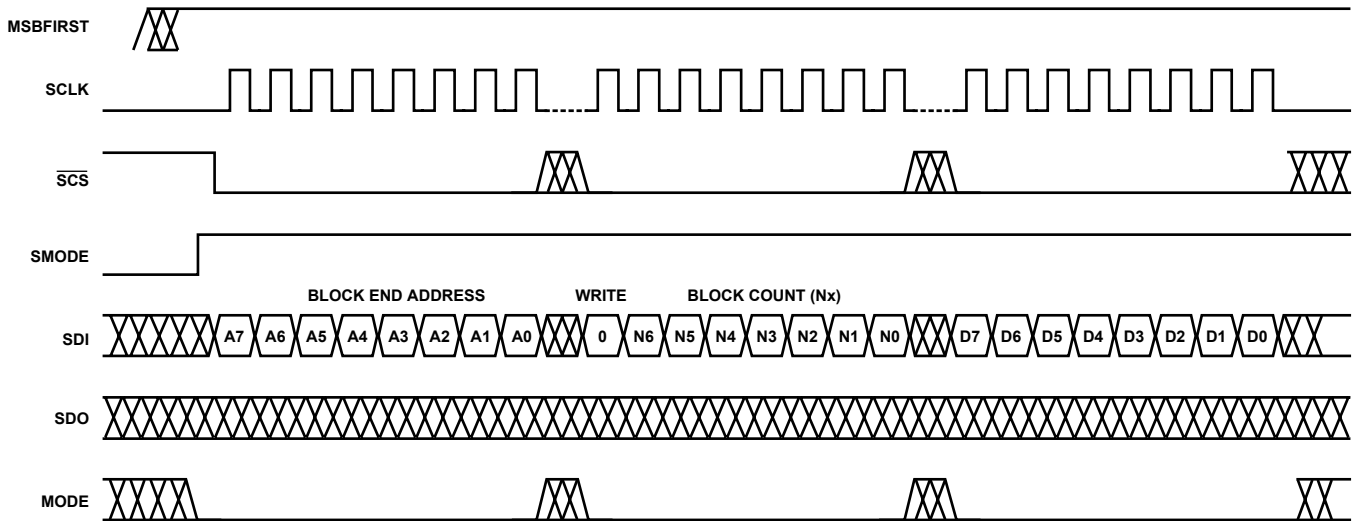 MSBFIRST
SCLK
SCS
SMODE
BLOCK END ADDRESS WRITE BLOCK COUNT (Nx)
SDI A7 A6 A5 A4 A3 A2 A1 A0 0 N6 N5 N4 N3 N2 N1 N0 D7 D6 D5 D4 D3 D2 D1 D0
SDO
MODE